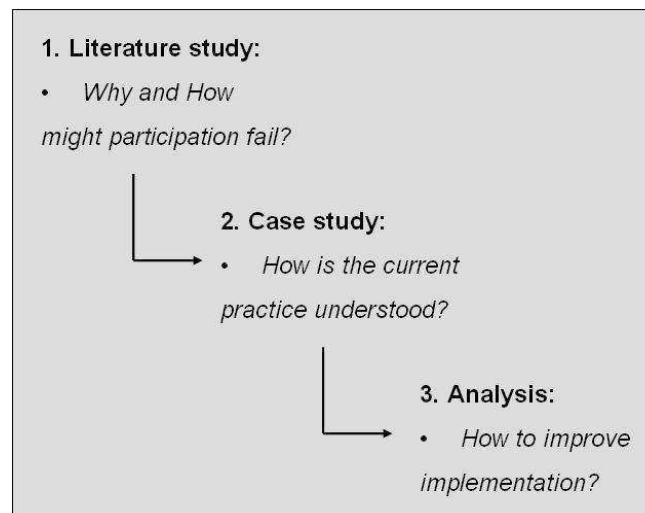 1. Literature study:
• Why and How
might participation fail?
2. Case study:
• How is the current
practice understood?
3. Analysis:
• How to improve
implementation?